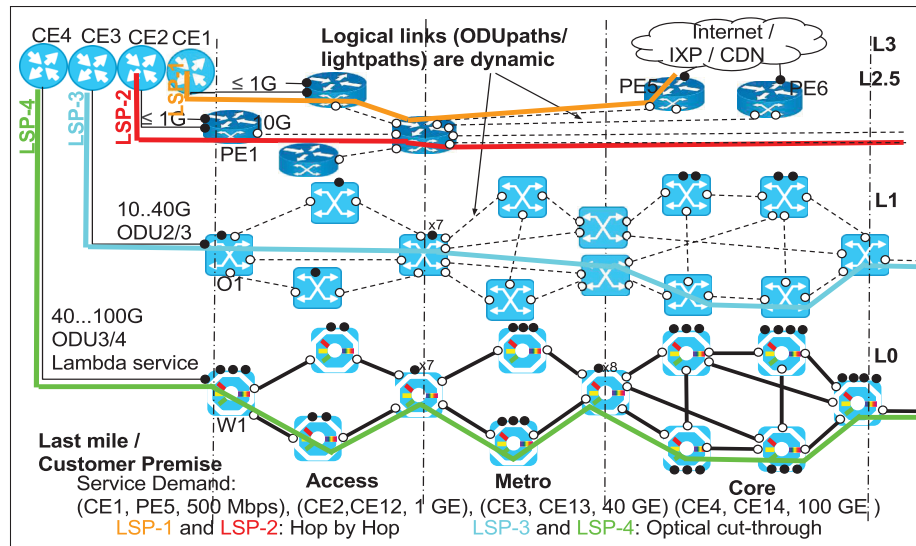 CE4 CE3 CE2 CE1
Logical links (ODUpaths/
lightpaths) are dynamic
Internet /
IXP / CDN
L3
L2.5
≤ 1G
PE5
PE6
LSP-4
LSP-3
LSP-2
LSP-1
≤ 1G
10G
PE1
10..40G
ODU2/3
x7
L1
O1
40...100G
ODU3/4
Lambda service
x7
x8
L0
W1
Last mile /
Customer Premise
Access
Metro
Core
Service Demand:
(CE1, PE5, 500 Mbps), (CE2,CE12, 1 GE), (CE3, CE13, 40 GE) (CE4, CE14, 100 GE )
LSP-1 and LSP-2: Hop by Hop
LSP-3 and LSP-4: Optical cut-through